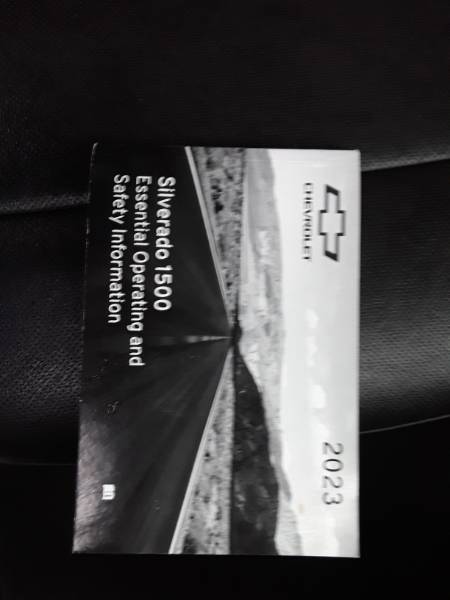 CHEVROLET
2023
Silverado 1500
Essential Operating and
Safety Information